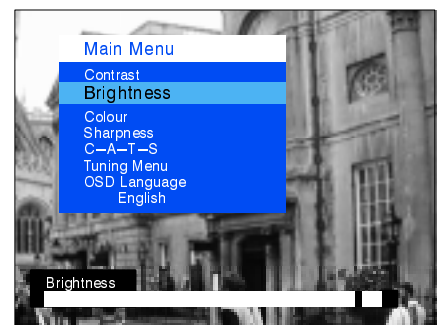 Main Menu
Contrast
Brightness
Colour
Sharpness
C–A–T–S
Tuning Menu
OSD Language
English
Brightness